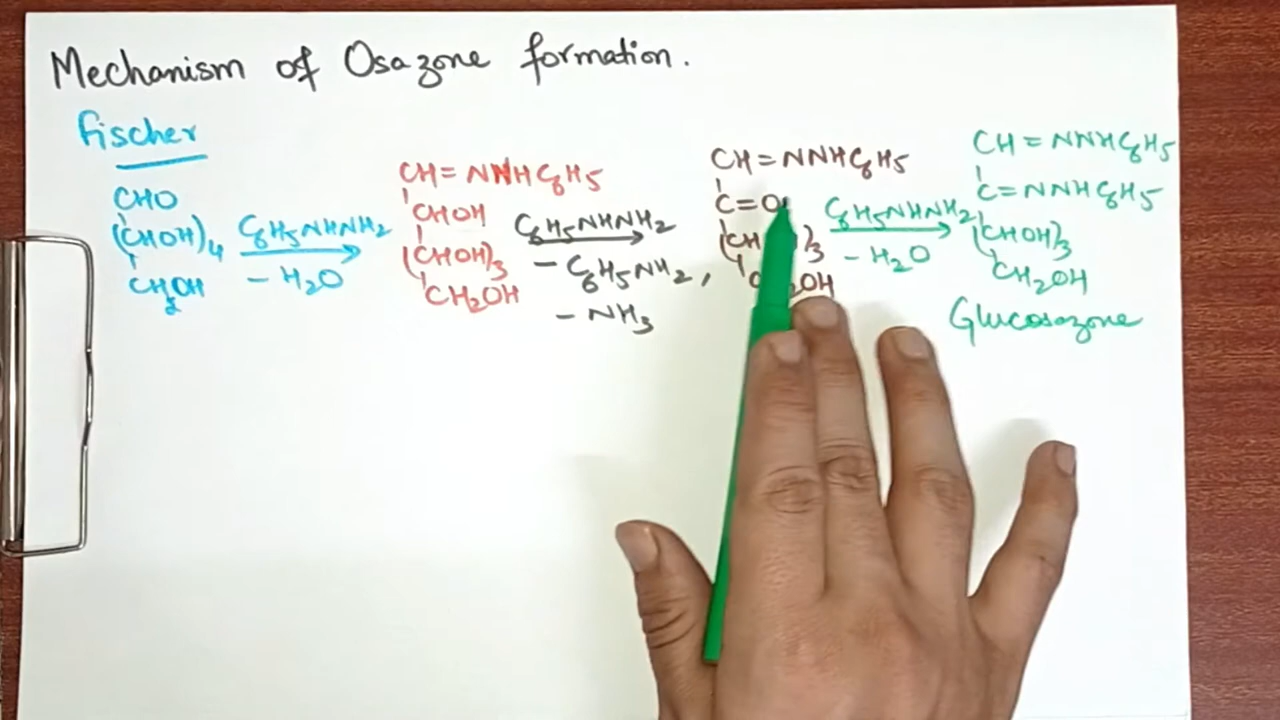 Mechanism of Osazone formation.
Fischer
CHO
(CHOH)4
CH2OH
C6H5NHNH2
- H2O
CH=NNHC6H5
CHOH
(CHOH)3
CH2OH
C6H5NHNH2
- C6H5NH2,
- NH3
CH=NNHC6H5
C=O
C6H5NHNH2
- H2O
CH=NNHC6H5
C=NNHC6H5
(CHOH)3
CH2OH
Glucosazone